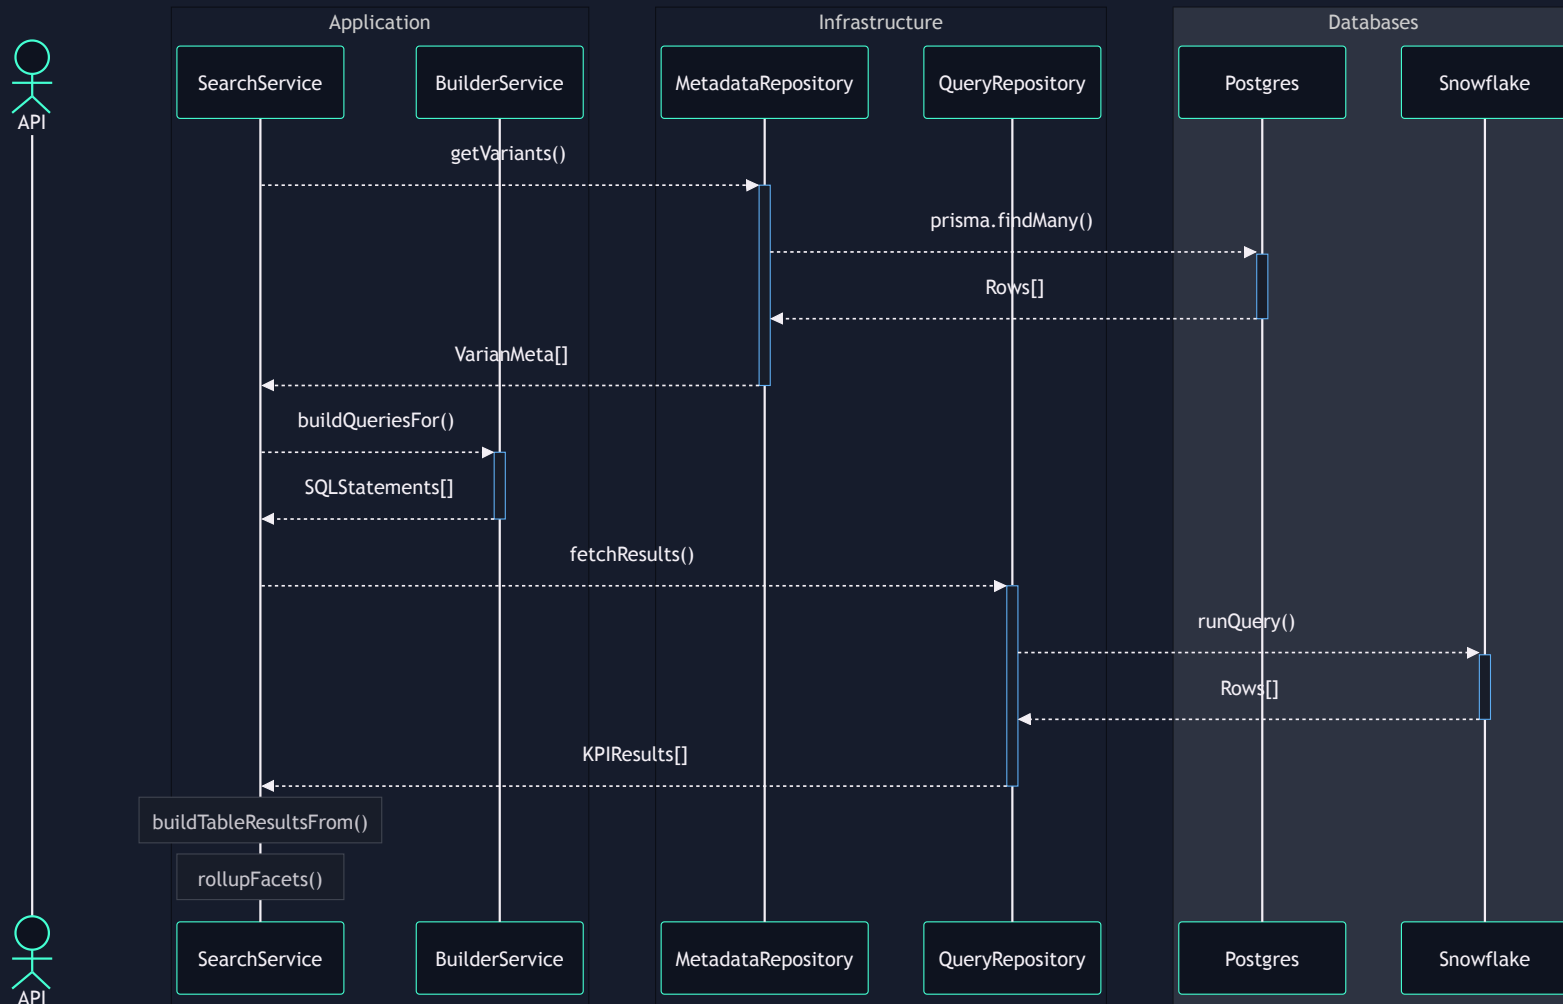 Application
Infrastructure
Databases
API
SearchService
BuilderService
MetadataRepository
QueryRepository
Postgres
Snowflake
getVariants()
prisma.findMany()
Rows[]
VarianMeta[]
buildQueriesFor()
SQLStatements[]
fetchResults()
runQuery()
Rows[]
KPIResults[]
buildTableResultsFrom()
rollupFacets()
API
SearchService
BuilderService
MetadataRepository
QueryRepository
Postgres
Snowflake